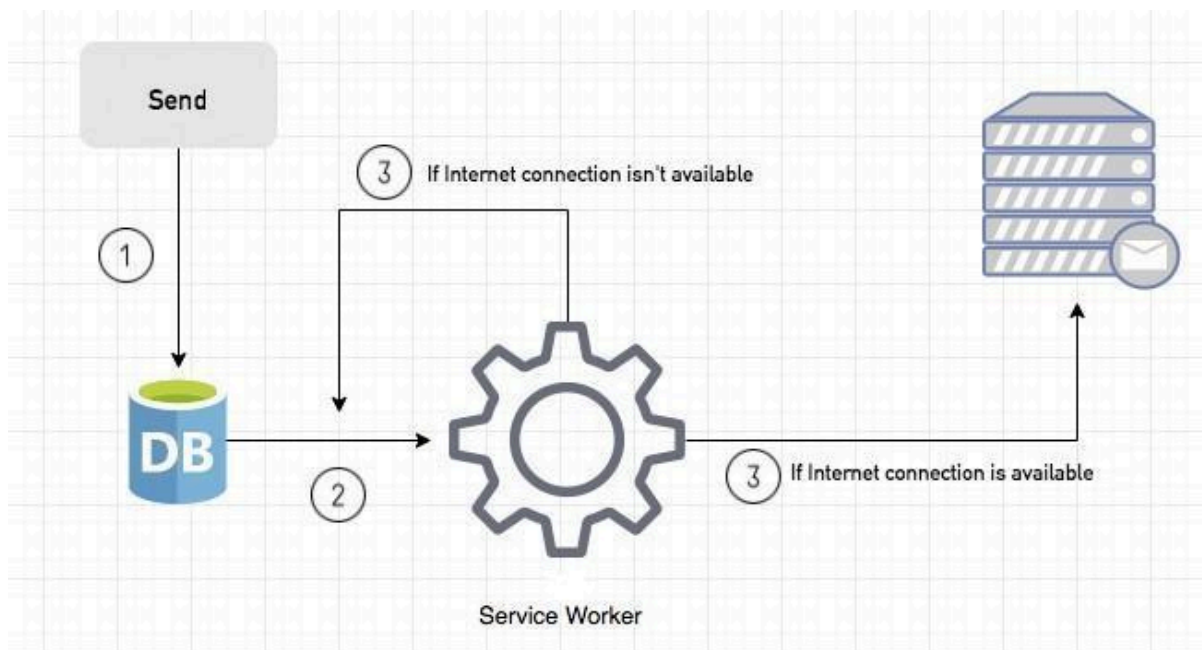 Send
3 If Internet connection isn't available
1
DB
2
3 If Internet connection is available
Service Worker